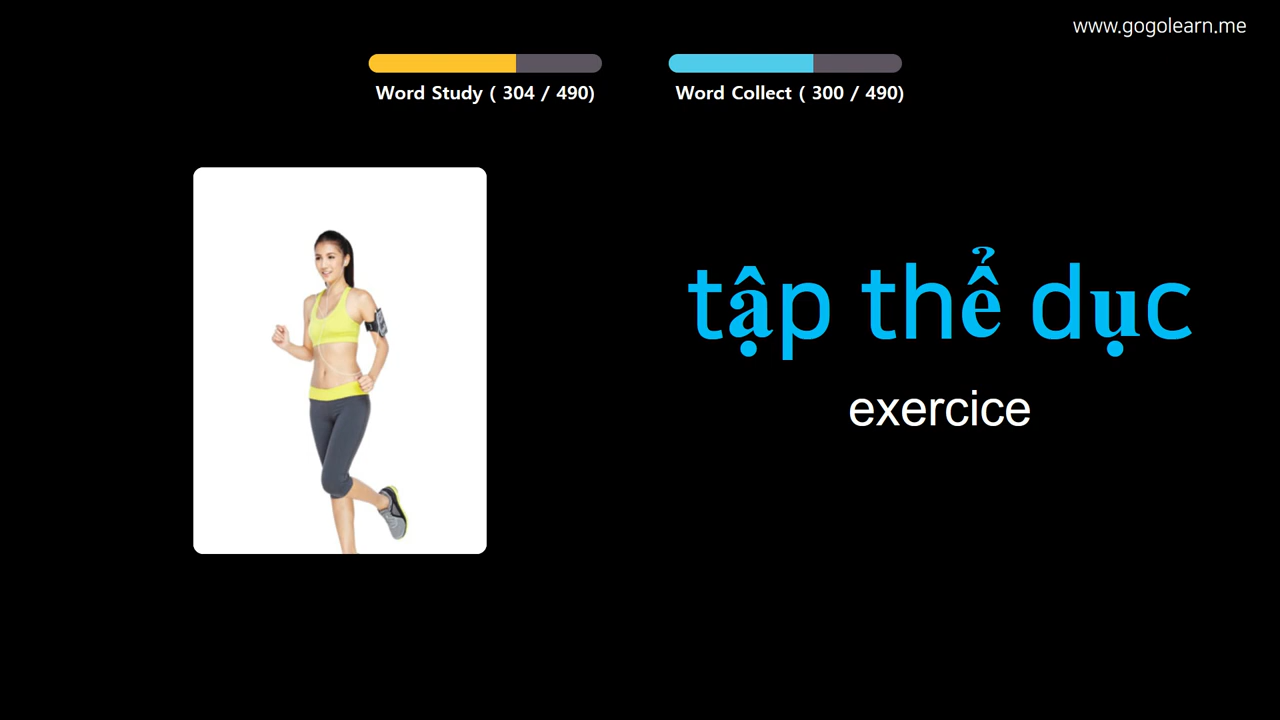 www.gogolearn.me
Word Study ( 304 / 490)
Word Collect ( 300 / 490)
tập thể dục
exercice